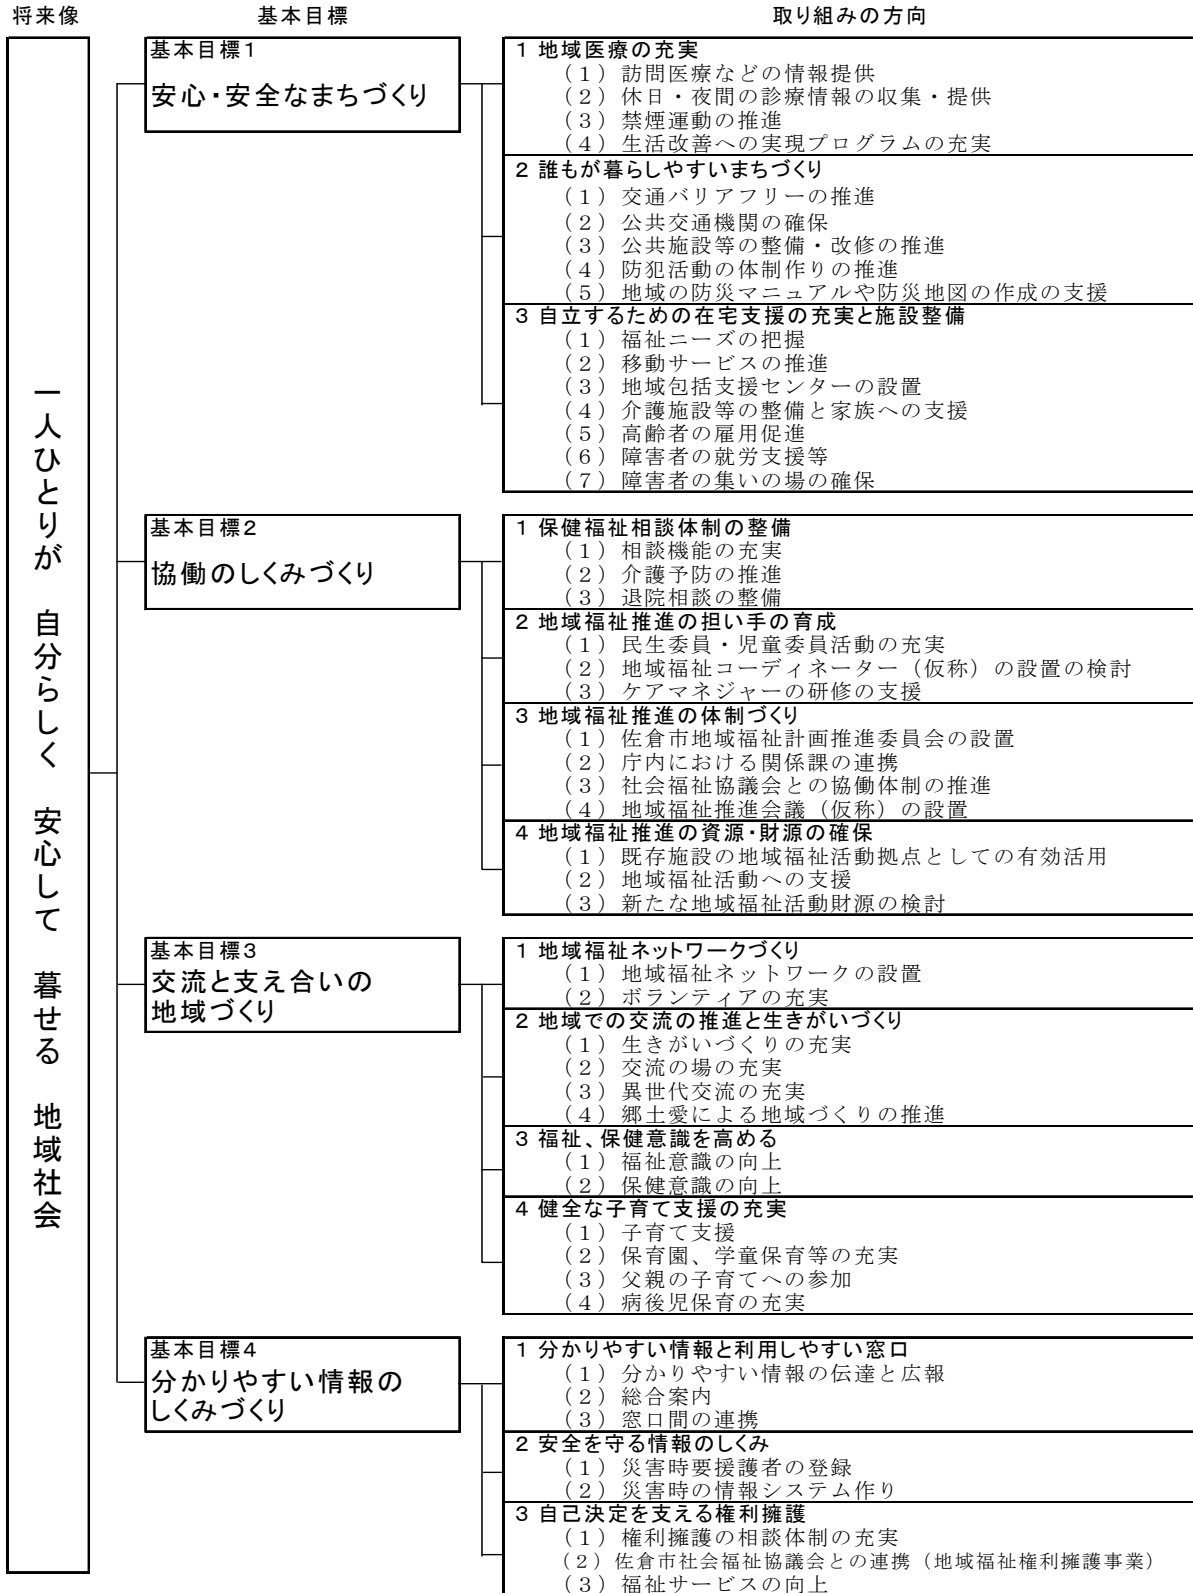 将来像
基本目標
取り組みの方向
一人ひとりが　自分らしく　安心して　暮せる　地域社会
基本目標1
安心・安全なまちづくり
1 地域医療の充実
（1）訪問医療などの情報提供
（2）休日・夜間の診療情報の収集・提供
（3）禁煙運動の推進
（4）生活改善への実現プログラムの充実
2 誰もが暮らしやすいまちづくり
（1）交通バリアフリーの推進
（2）公共交通機関の確保
（3）公共施設等の整備・改修の推進
（4）防犯活動の体制作りの推進
（5）地域の防災マニュアルや防災地図の作成の支援
3 自立するための在宅支援の充実と施設整備
（1）福祉ニーズの把握
（2）移動サービスの推進
（3）地域包括支援センターの設置
（4）介護施設等の整備と家族への支援
（5）高齢者の雇用促進
（6）障害者の就労支援等
（7）障害者の集いの場の確保
基本目標2
協働のしくみづくり
1 保健福祉相談体制の整備
（1）相談機能の充実
（2）介護予防の推進
（3）退院相談の整備
2 地域福祉推進の担い手の育成
（1）民生委員・児童委員活動の充実
（2）地域福祉コーディネーター（仮称）の設置の検討
（3）ケアマネジャーの研修の支援
3 地域福祉推進の体制づくり
（1）佐倉市地域福祉計画推進委員会の設置
（2）庁内における関係課の連携
（3）社会福祉協議会との協働体制の推進
（4）地域福祉推進会議（仮称）の設置
4 地域福祉推進の資源・財源の確保
（1）既存施設の地域福祉活動拠点としての有効活用
（2）地域福祉活動への支援
（3）新たな地域福祉活動財源の検討
基本目標3
交流と支え合いの
地域づくり
1 地域福祉ネットワークづくり
（1）地域福祉ネットワークの設置
（2）ボランティアの充実
2 地域での交流の推進と生きがいづくり
（1）生きがいづくりの充実
（2）交流の場の充実
（3）異世代交流の充実
（4）郷土愛による地域づくりの推進
3 福祉、保健意識を高める
（1）福祉意識の向上
（2）保健意識の向上
4 健全な子育て支援の充実
（1）子育て支援
（2）保育園、学童保育等の充実
（3）父親の子育てへの参加
（4）病後児保育の充実
基本目標4
分かりやすい情報の
しくみづくり
1 分かりやすい情報と利用しやすい窓口
（1）分かりやすい情報の伝達と広報
（2）総合案内
（3）窓口間の連携
2 安全を守る情報のしくみ
（1）災害時要援護者の登録
（2）災害時の情報システム作り
3 自己決定を支える権利擁護
（1）権利擁護の相談体制の充実
（2）佐倉市社会福祉協議会との連携（地域福祉権利擁護事業）
（3）福祉サービスの向上